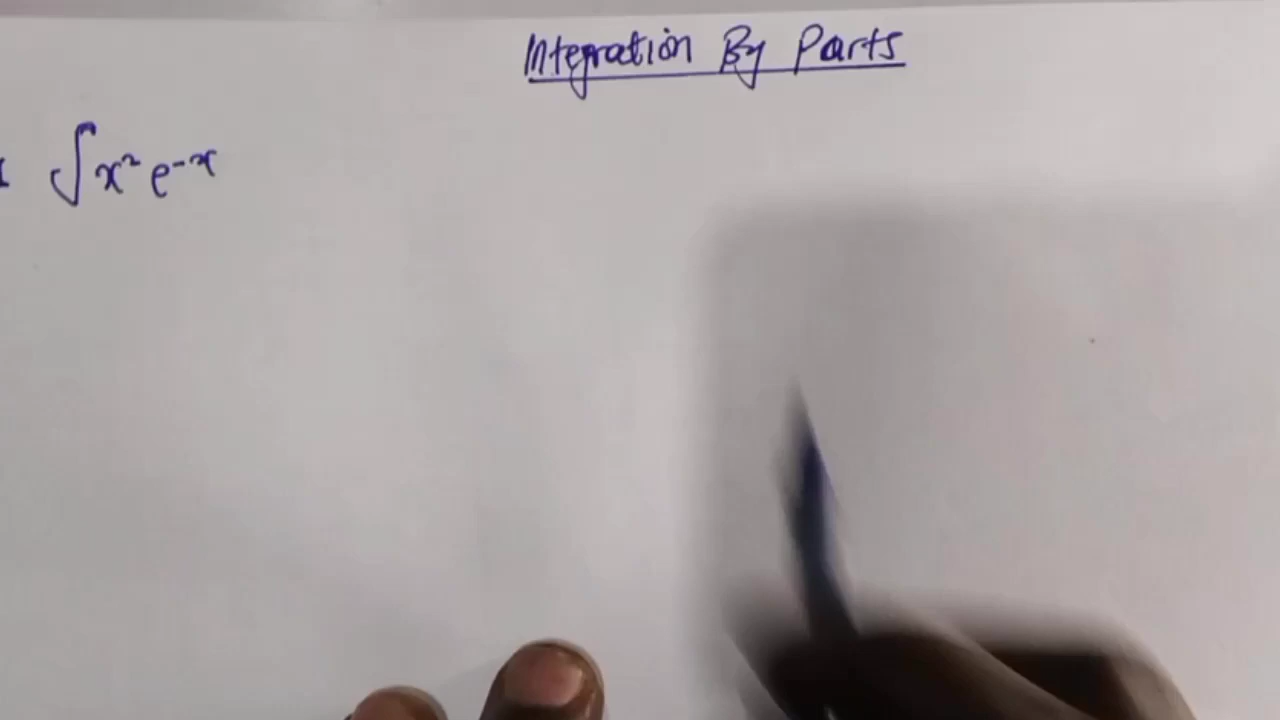 Integration By Parts
∫x² e⁻ˣ